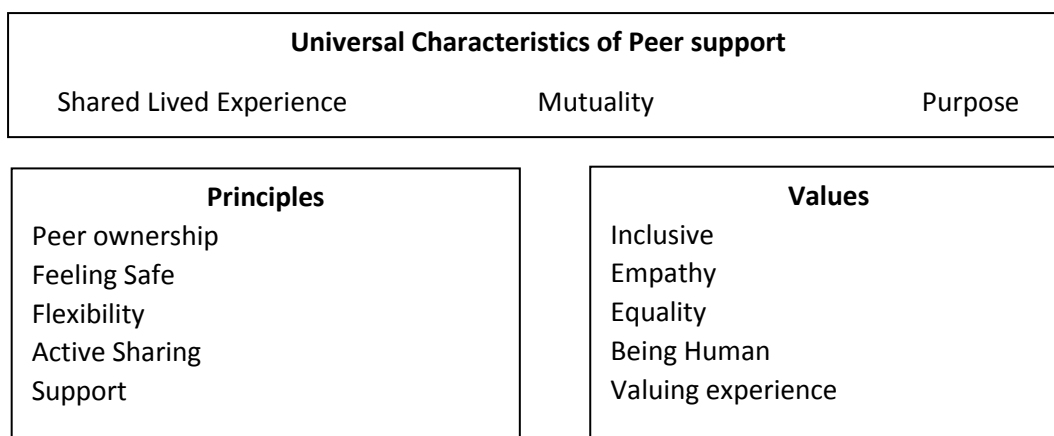 Universal Characteristics of Peer support
Shared Lived Experience Mutuality Purpose
Principles
Peer ownership
Feeling Safe
Flexibility
Active Sharing
Support
Values
Inclusive
Empathy
Equality
Being Human
Valuing experience